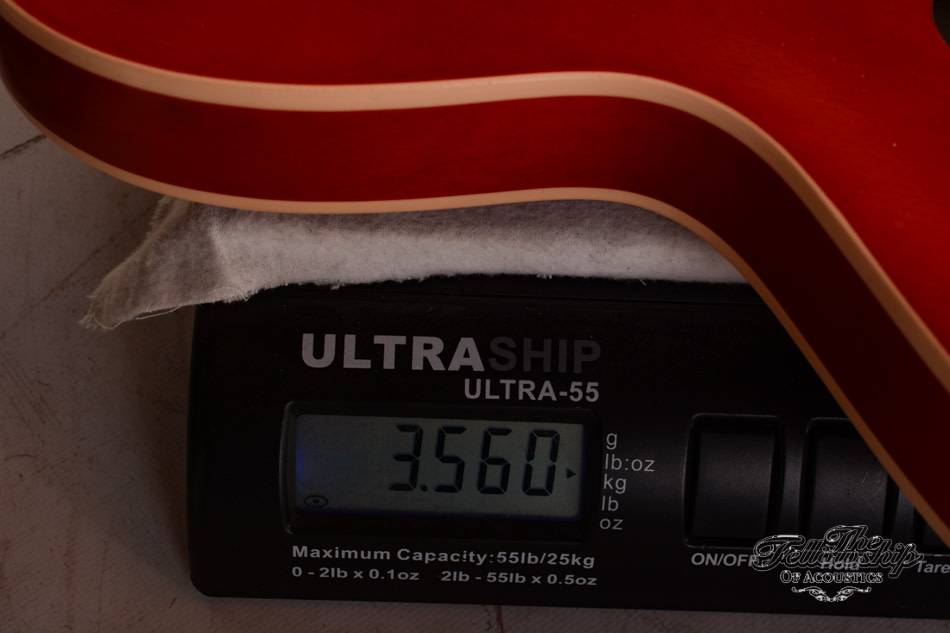 ULTRASHIP
ULTRA-55
3.560
g
lb:oz
kg
lb
oz
Maximum Capacity:55lb/25kg
0 - 2lb x 0.1oz 2lb - 55lb x 0.5oz
ON/OFF Hold Tare
The
Fellowship
OF ACOUSTICS